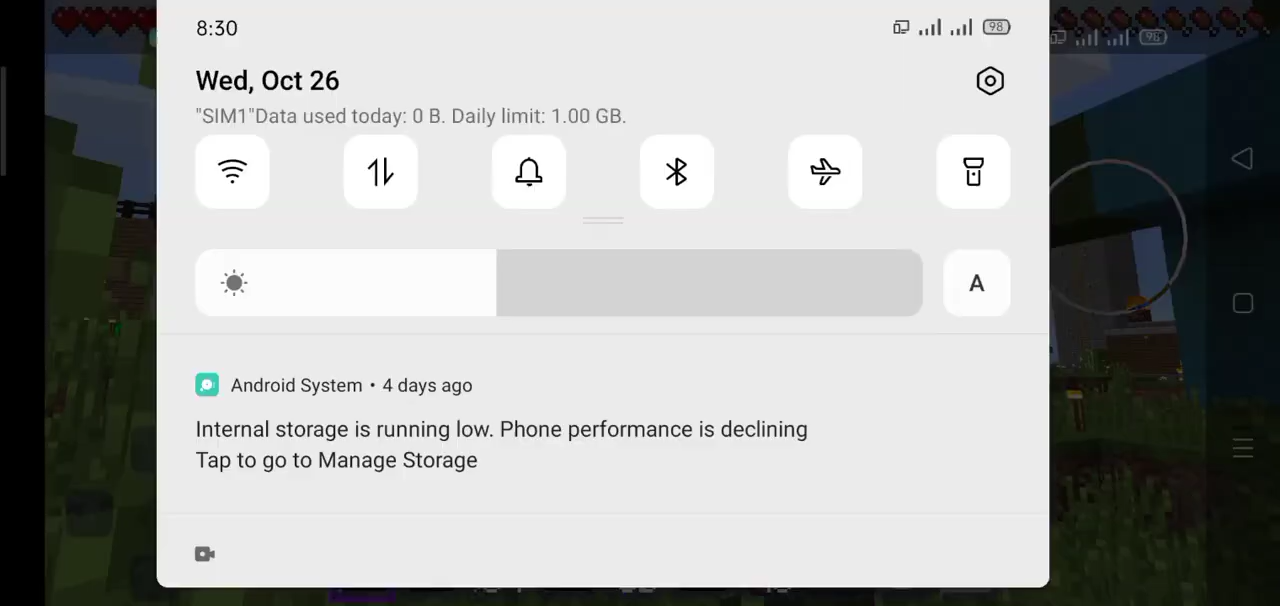 8:30
98
98
Wed, Oct 26
"SIM1"Data used today: 0 B. Daily limit: 1.00 GB.
A
Android System • 4 days ago
Internal storage is running low. Phone performance is declining
Tap to go to Manage Storage